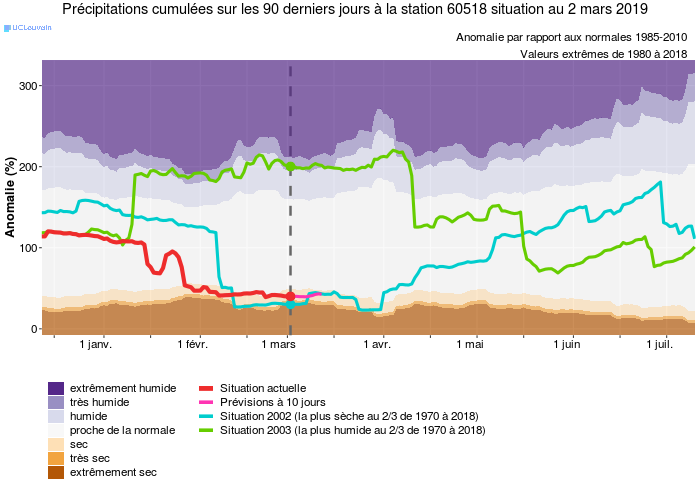 Précipitations cumulées sur les 90 derniers jours à la station 60518 situation au 2 mars 2019
UCLouvain
Anomalie par rapport aux normales 1985-2010
Valeurs extrêmes de 1980 à 2018
Anomalie (%)
300
200
100
0
1 janv.
1 févr.
1 mars
1 avr.
1 mai
1 juin
1 juil.
extrêmement humide
très humide
humide
proche de la normale
sec
très sec
extrêmement sec
Situation actuelle
Prévisions à 10 jours
Situation 2002 (la plus sèche au 2/3 de 1970 à 2018)
Situation 2003 (la plus humide au 2/3 de 1970 à 2018)